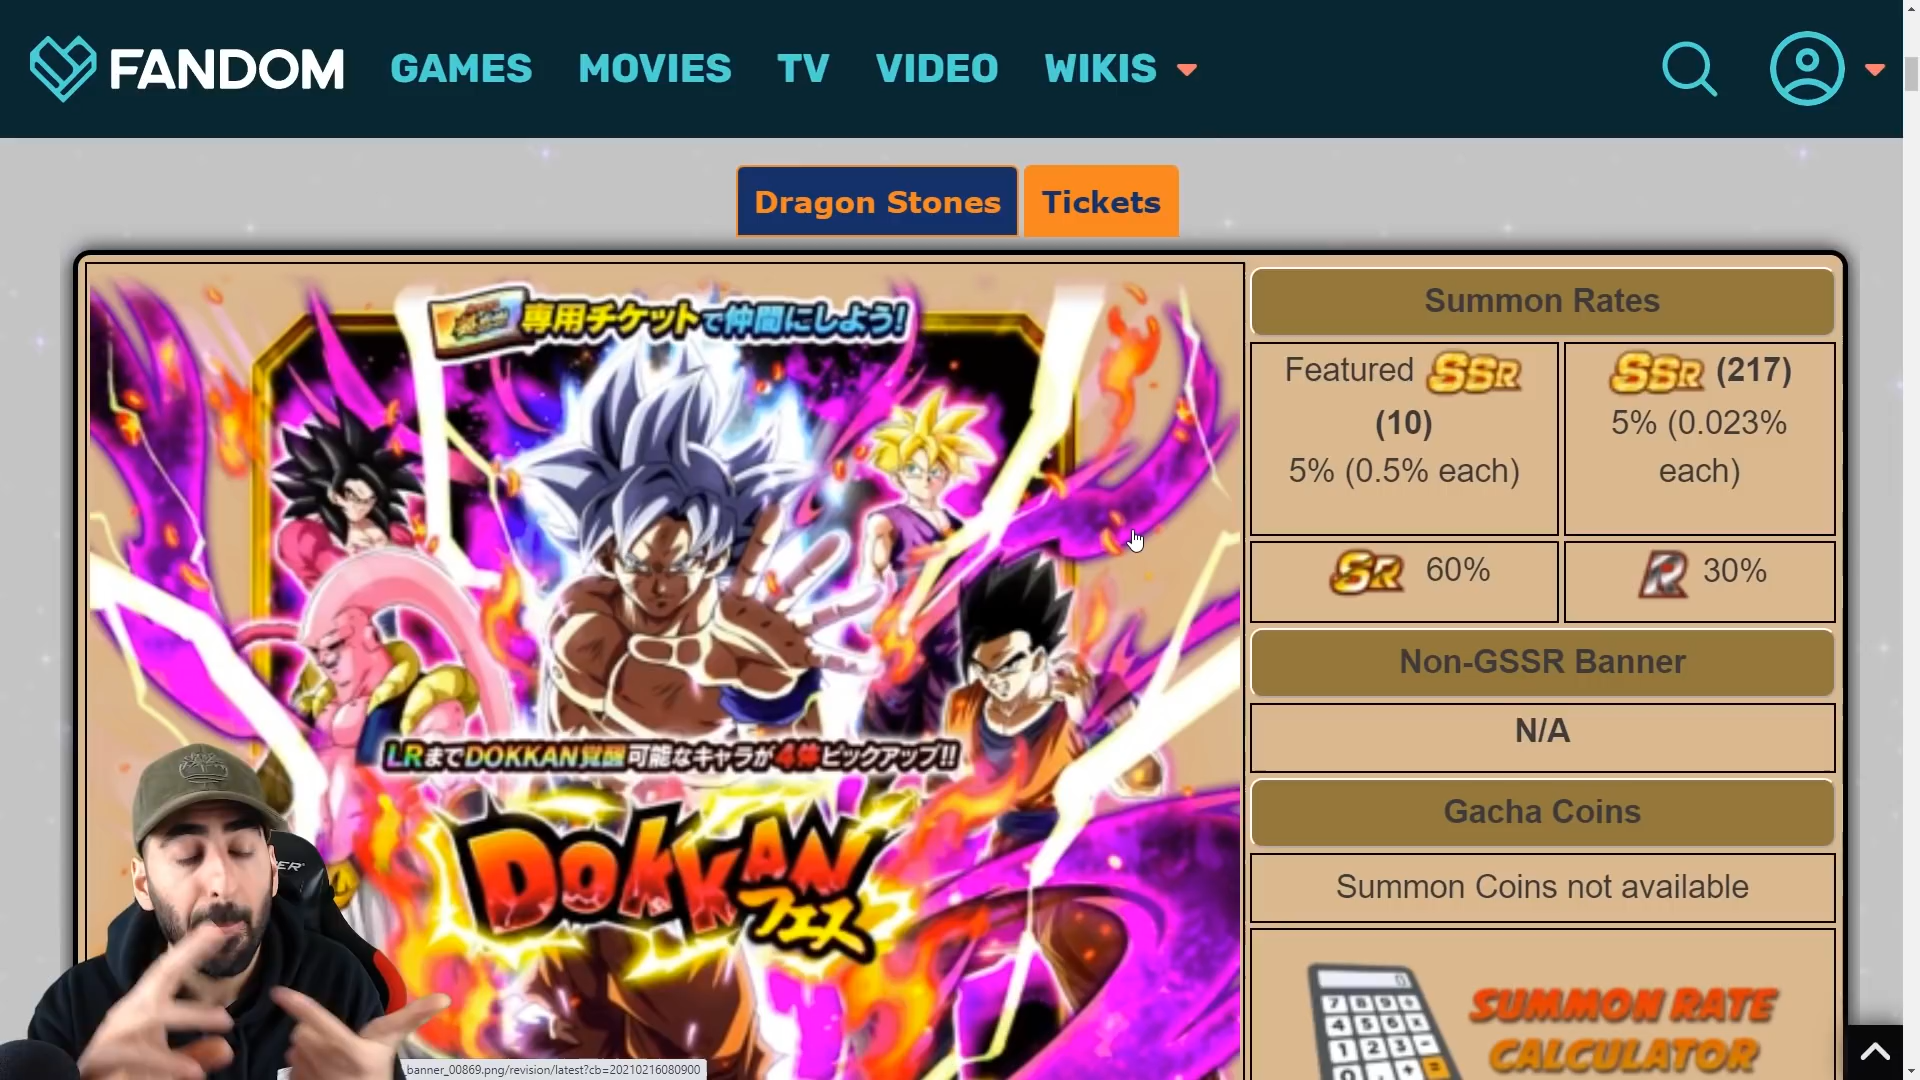 FANDOM
GAMES
MOVIES
TV
VIDEO
WIKIS
Dragon Stones
Tickets
専用チケットで仲間にしよう!
LRまでDOKKAN覚醒可能なキャラが4体ピックアップ!!
DOKKAN
フェス
Summon Rates
Featured SSR
(10)
5% (0.5% each)
SSR (217)
5% (0.023%
each)
SR 60%
R 30%
Non-GSSR Banner
N/A
Gacha Coins
Summon Coins not available
SUMMON RATE
CALCULATOR
banner_00869.png/revision/latest?cb=20210216080900